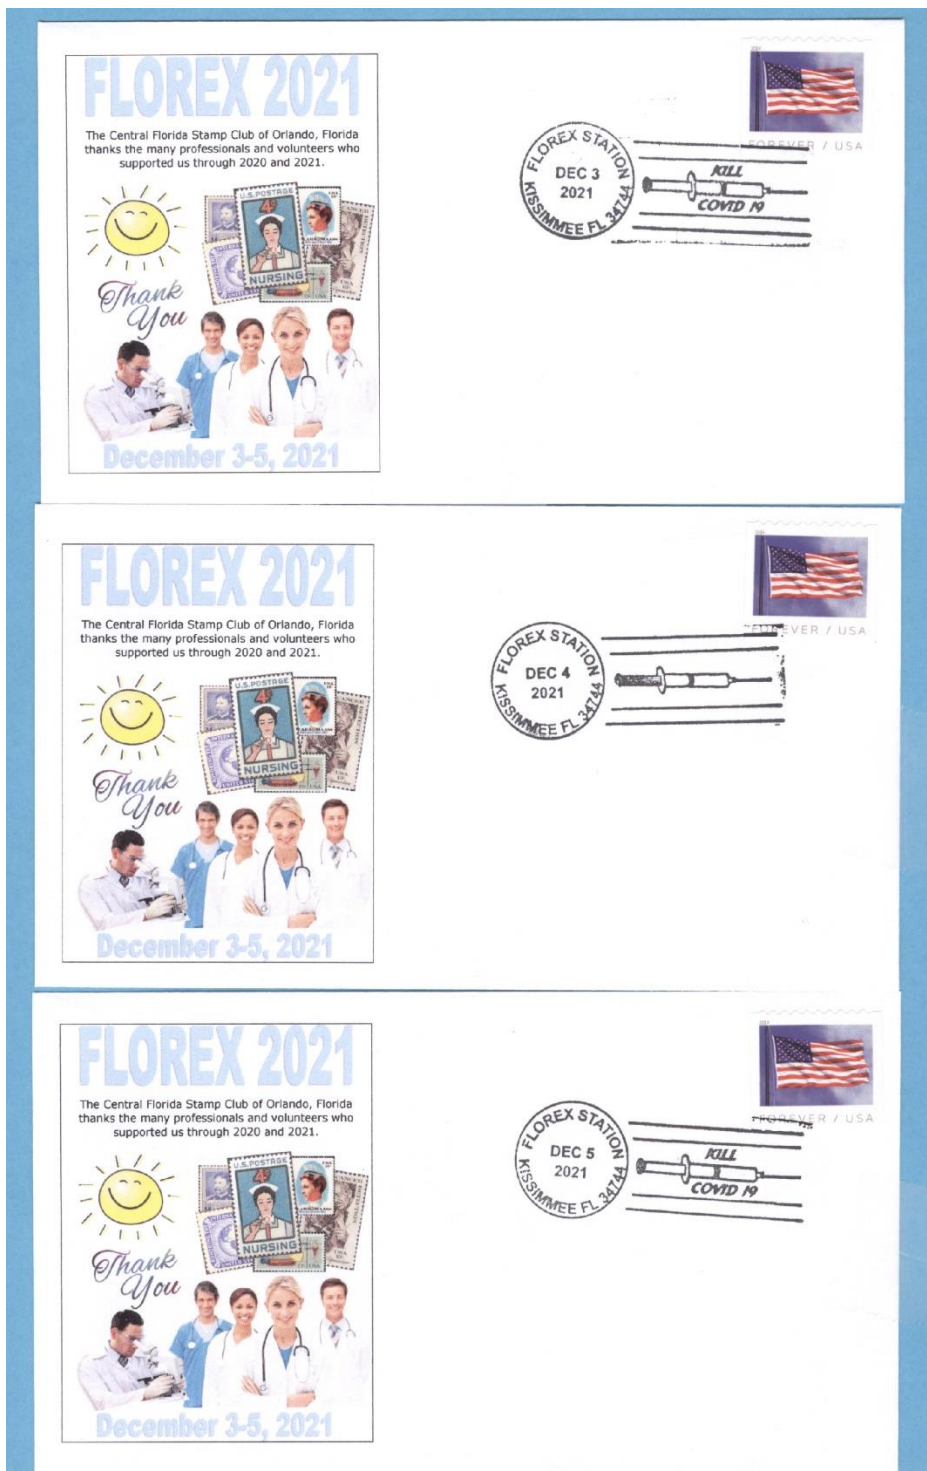 FLOREX 2021
The Central Florida Stamp Club of Orlando, Florida
thanks the many professionals and volunteers who
supported us through 2020 and 2021.
U.S. POSTAGE
4¢
NURSING
Thank
You
December 3-5, 2021
FOREVER / USA
FLOREX STATION
DEC 3
2021
KISSIMMEE FL 34744
KILL
COVID 19
FLOREX 2021
The Central Florida Stamp Club of Orlando, Florida
thanks the many professionals and volunteers who
supported us through 2020 and 2021.
U.S. POSTAGE
4¢
NURSING
Thank
You
December 3-5, 2021
FOREVER / USA
FLOREX STATION
DEC 4
2021
KISSIMMEE FL 34744
FLOREX 2021
The Central Florida Stamp Club of Orlando, Florida
thanks the many professionals and volunteers who
supported us through 2020 and 2021.
U.S. POSTAGE
4¢
NURSING
Thank
You
December 3-5, 2021
FOREVER / USA
FLOREX STATION
DEC 5
2021
KISSIMMEE FL 34744
KILL
COVID 19